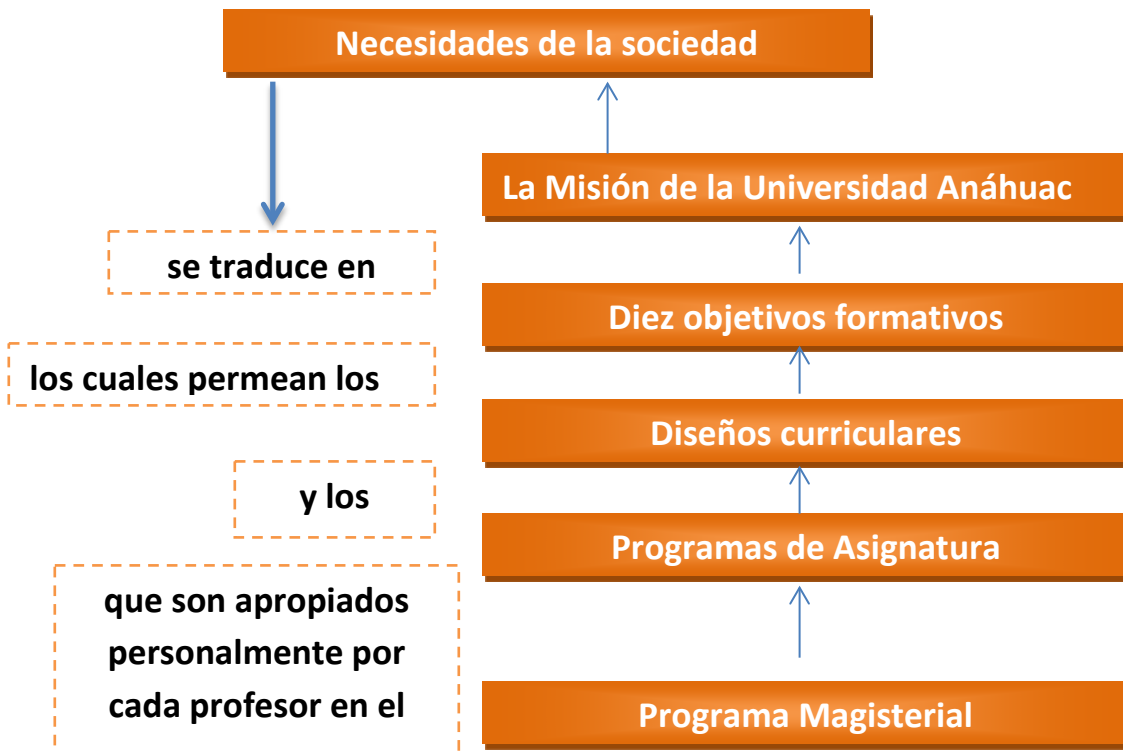 Necesidades de la sociedad
La Misión de la Universidad Anáhuac
se traduce en
Diez objetivos formativos
los cuales permean los
Diseños curriculares
y los
Programas de Asignatura
que son apropiados
personalmente por
cada profesor en el
Programa Magisterial